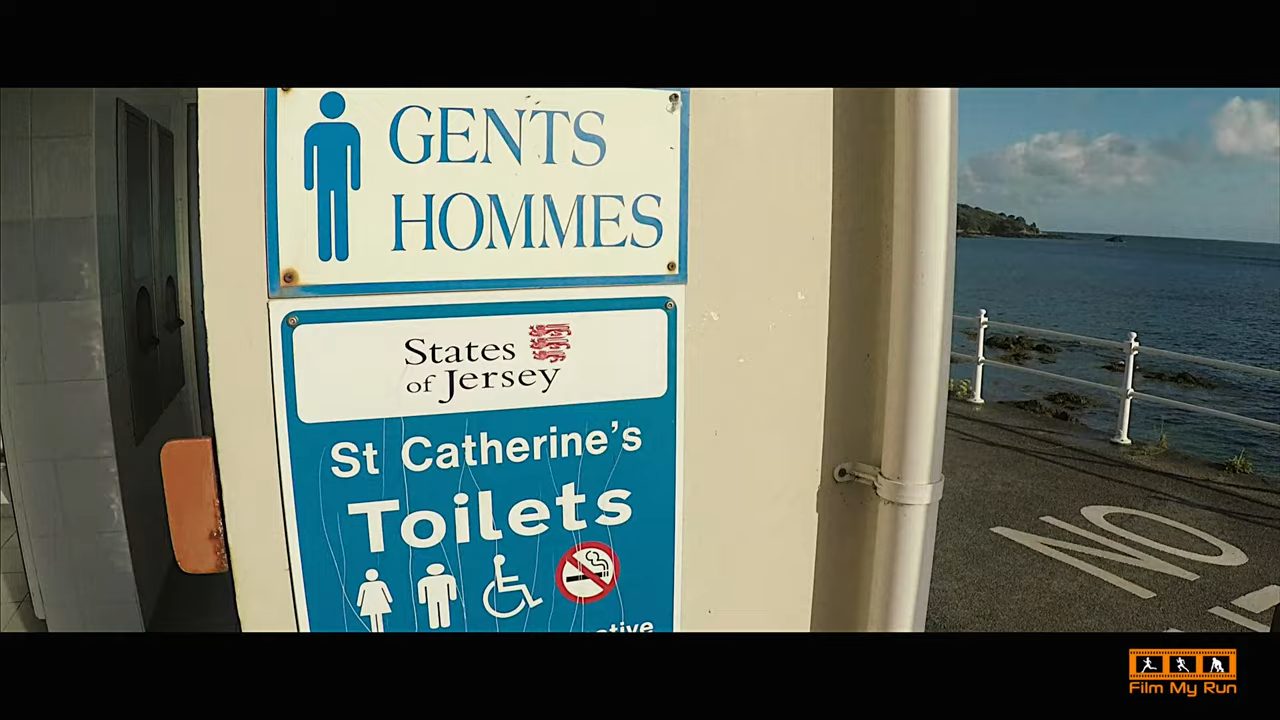 GENTS
HOMMES
States
of Jersey
St Catherine's
Toilets
NO
Film My Run